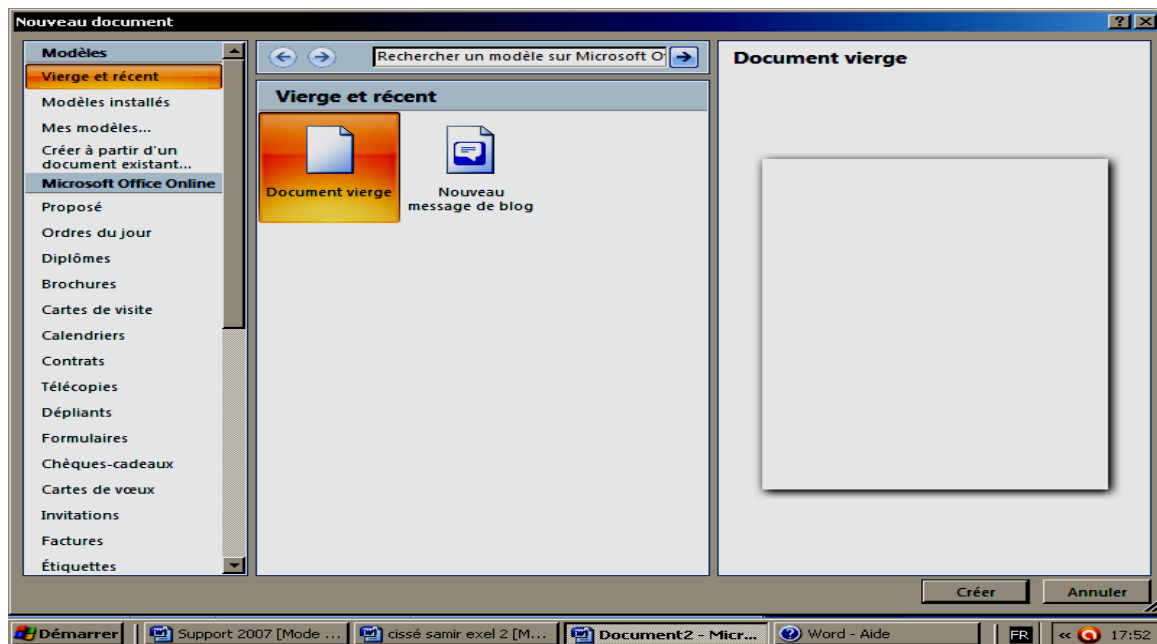 Nouveau document
Modèles
Vierge et récent
Modèles installés
Mes modèles...
Créer à partir d'un
document existant...
Microsoft Office Online
Proposé
Ordres du jour
Diplômes
Brochures
Cartes de visite
Calendriers
Contrats
Télécopies
Dépliants
Formulaires
Chèques-cadeaux
Cartes de vœux
Invitations
Factures
Étiquettes
Rechercher un modèle sur Microsoft O
Vierge et récent
Document vierge
Nouveau
message de blog
Document vierge
Créer
Annuler
Démarrer
Support 2007 [Mode ...
cissé samir exel 2 [M...
Document2 - Micr...
Word - Aide
FR
«
17:52